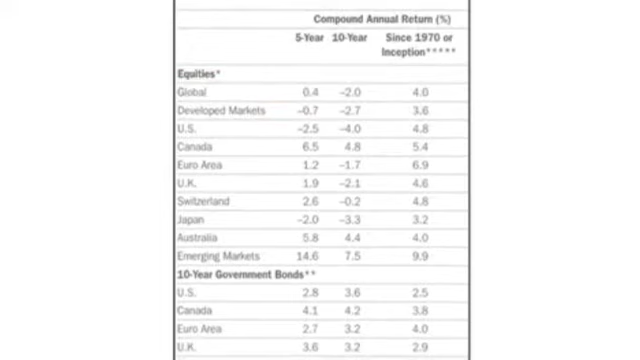 Compound Annual Return (%)
5-Year 10-Year Since 1970 or
Inception*****
Equities*
Global 0.4 –2.0 4.0
Developed Markets –0.7 –2.7 3.6
U.S. –2.5 –4.0 4.8
Canada 6.5 4.8 5.4
Euro Area 1.2 –1.7 6.9
U.K. 1.9 –2.1 4.6
Switzerland 2.6 –0.2 4.8
Japan –2.0 –3.3 3.2
Australia 5.8 4.4 4.0
Emerging Markets 14.6 7.5 9.9
10-Year Government Bonds**
U.S. 2.8 3.6 2.5
Canada 4.1 4.2 3.8
Euro Area 2.7 3.2 4.0
U.K. 3.6 3.2 2.9